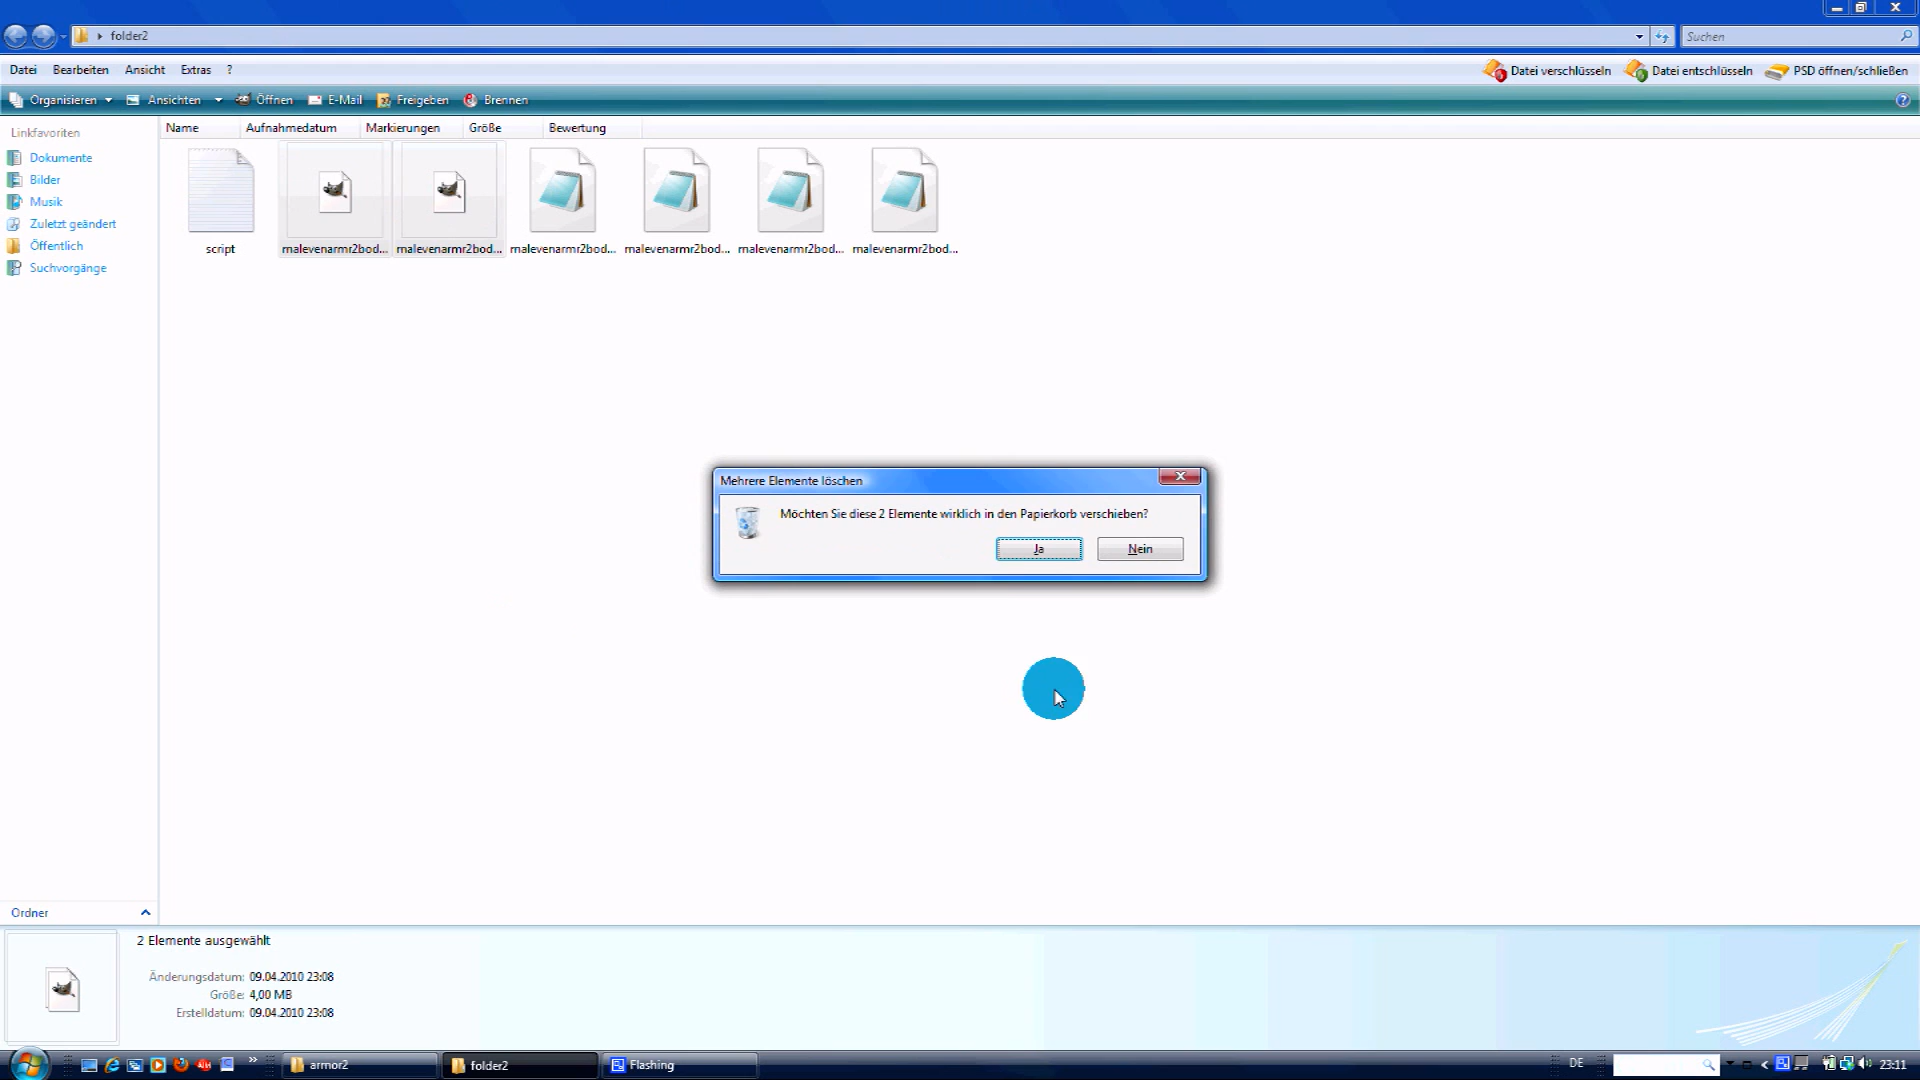 folder2
Suchen
Datei Bearbeiten Ansicht Extras ?
Datei verschlüsseln Datei entschlüsseln PSD öffnen/schließen
Organisieren Ansichten Öffnen E-Mail Freigeben Brennen
Linkfavoriten
Dokumente
Bilder
Musik
Zuletzt geändert
Öffentlich
Suchvorgänge
Name Aufnahmedatum Markierungen Größe Bewertung
script malevenarmr2bod... malevenarmr2bod... malevenarmr2bod... malevenarmr2bod... malevenarmr2bod... malevenarmr2bod...
Mehrere Elemente löschen
Möchten Sie diese 2 Elemente wirklich in den Papierkorb verschieben?
Ja Nein
Ordner
2 Elemente ausgewählt
Änderungsdatum: 09.04.2010 23:08
Größe: 4,00 MB
Erstelldatum: 09.04.2010 23:08
armor2 folder2 Flashing DE 23:11